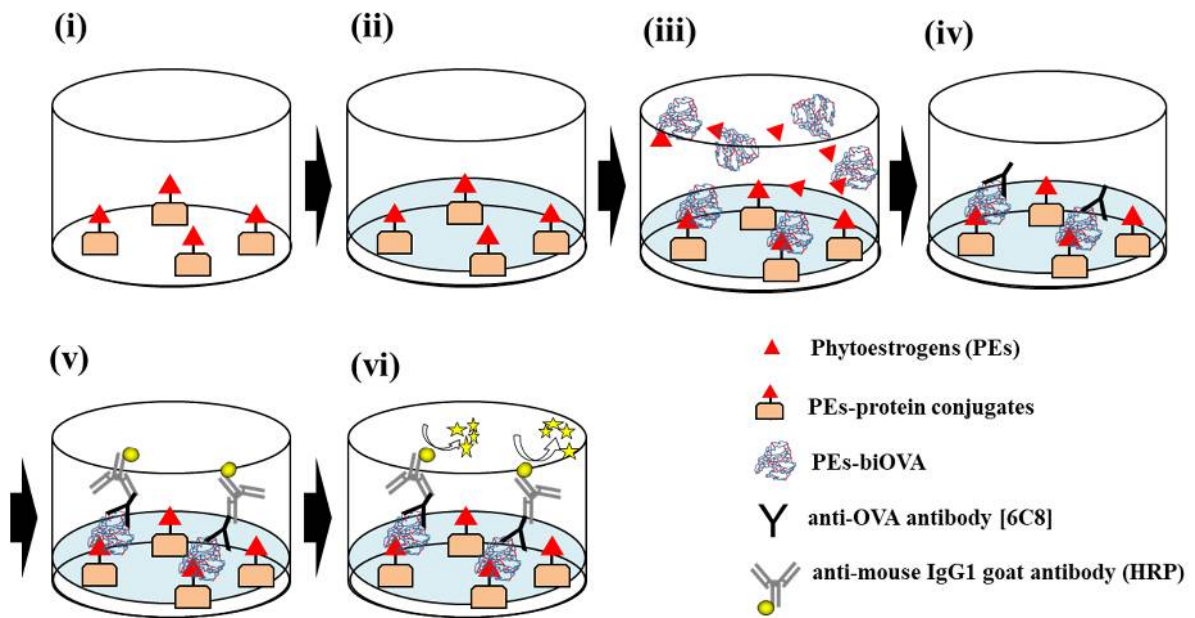 (i)
(ii)
(iii)
(iv)
(v)
(vi)
Phytoestrogens (PEs)
PEs-protein conjugates
PEs-biOVA
anti-OVA antibody [6C8]
anti-mouse IgG1 goat antibody (HRP)